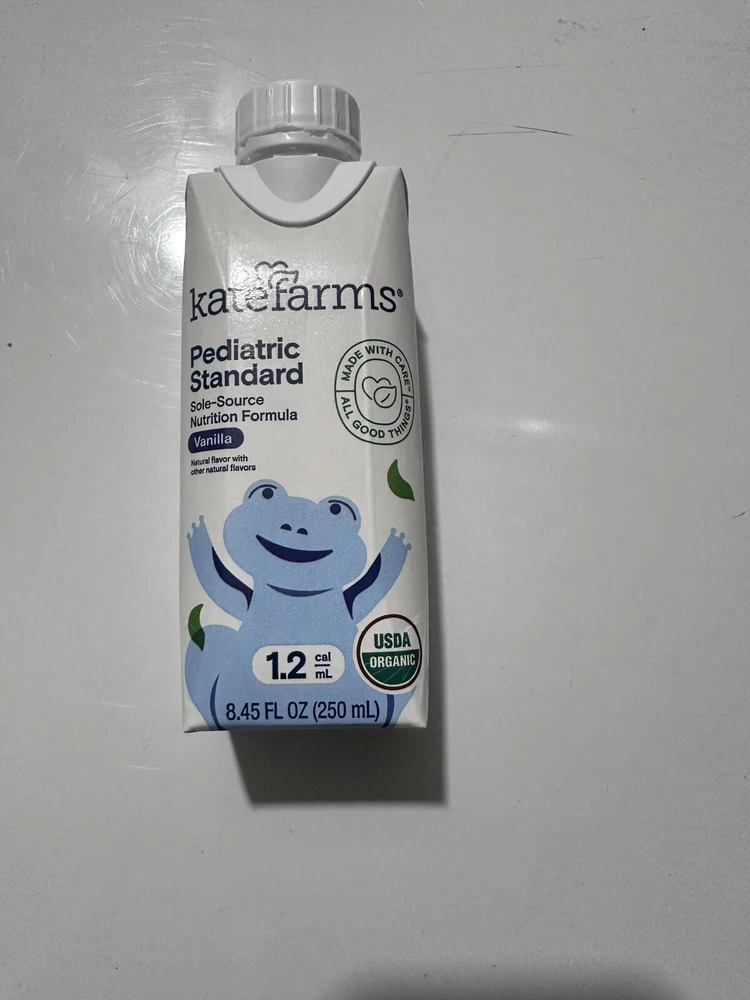 katefarms®
Pediatric
Standard
Sole-Source
Nutrition Formula
Vanilla
Natural flavor with
other natural flavors
MADE WITH CARE™
ALL GOOD THINGS®
1.2 cal
mL
USDA
ORGANIC
8.45 FL OZ (250 mL)